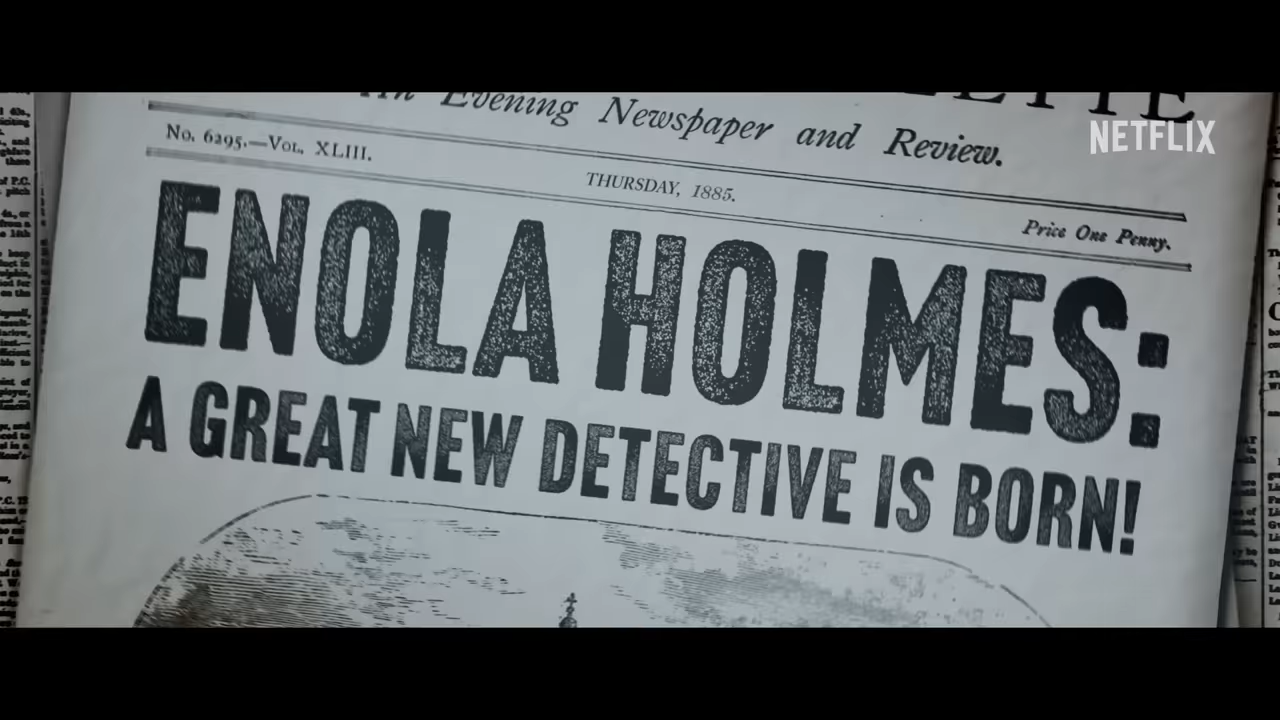 An Evening Newspaper and Review.
NETFLIX
No. 6295.—Vol. XLIII.
THURSDAY, 1885.
Price One Penny.
ENOLA HOLMES:
A GREAT NEW DETECTIVE IS BORN!